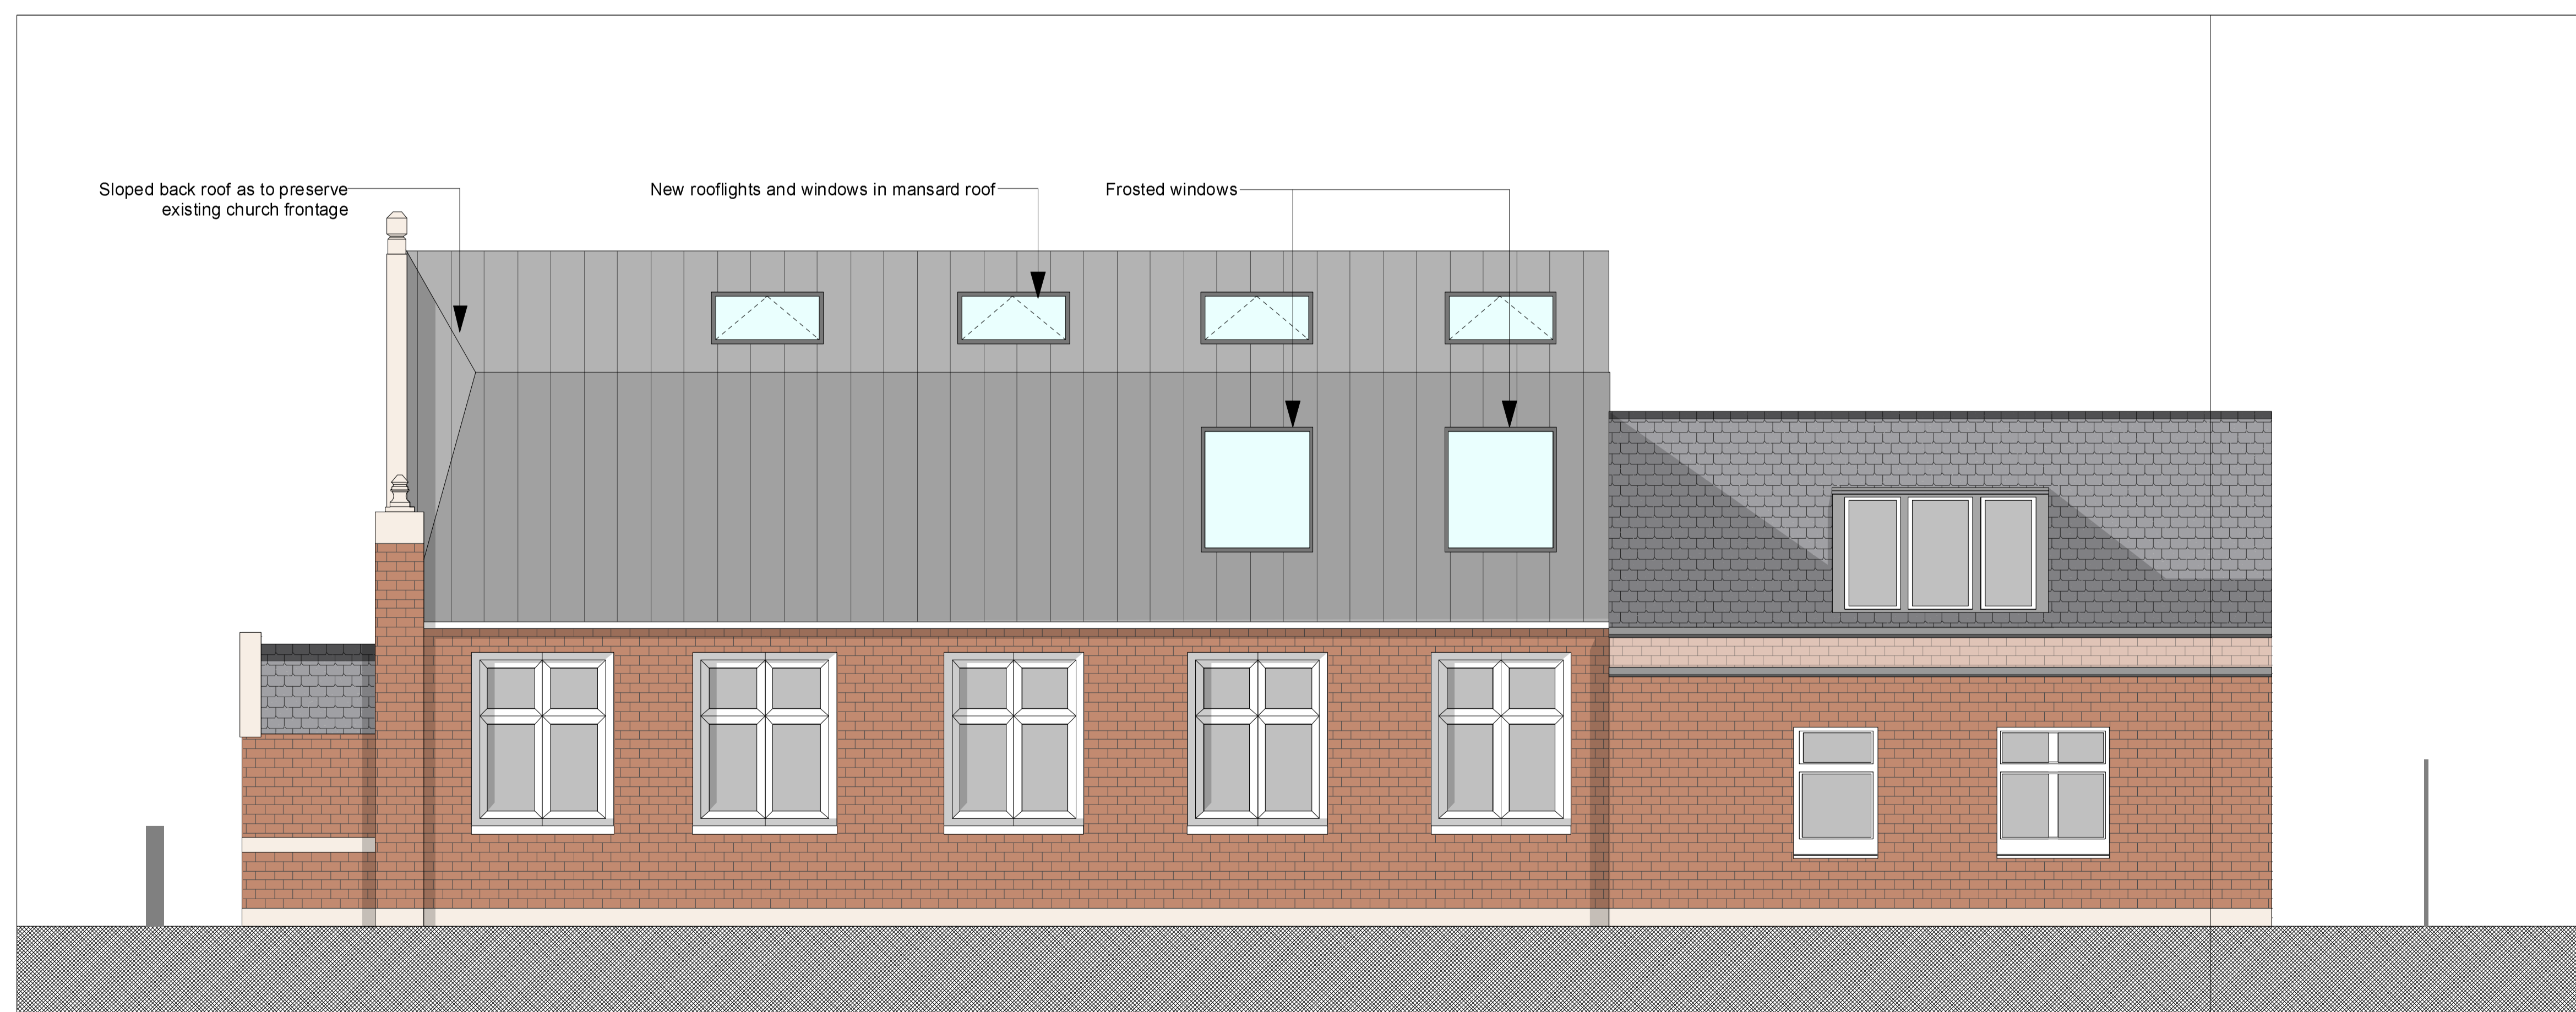 Sloped back roof as to preserve
existing church frontage
New rooflights and windows in mansard roof
Frosted windows